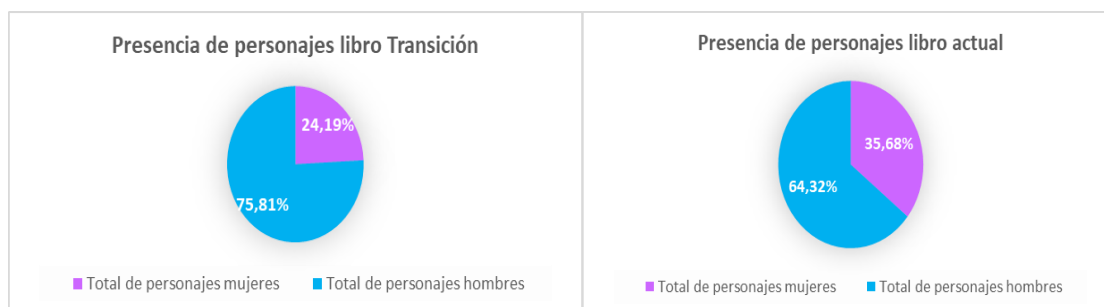 Presencia de personajes libro Transición
24,19%
75,81%
Total de personajes mujeres
Total de personajes hombres
Presencia de personajes libro actual
35,68%
64,32%
Total de personajes mujeres
Total de personajes hombres